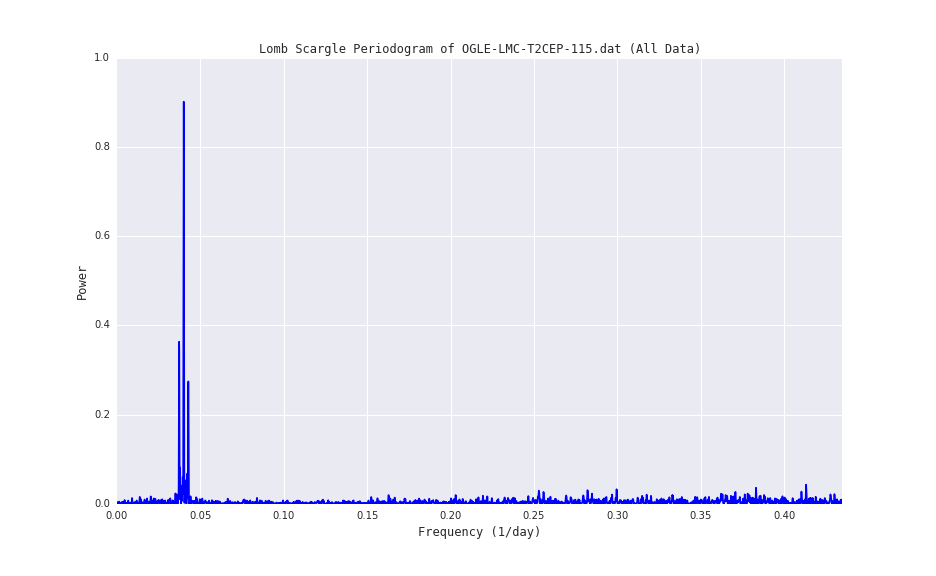 Lomb Scargle Periodogram of OGLE-LMC-T2CEP-115.dat (All Data)
1.0
0.8
0.6
0.4
0.2
0.0
Power
0.00 0.05 0.10 0.15 0.20 0.25 0.30 0.35 0.40
Frequency (1/day)